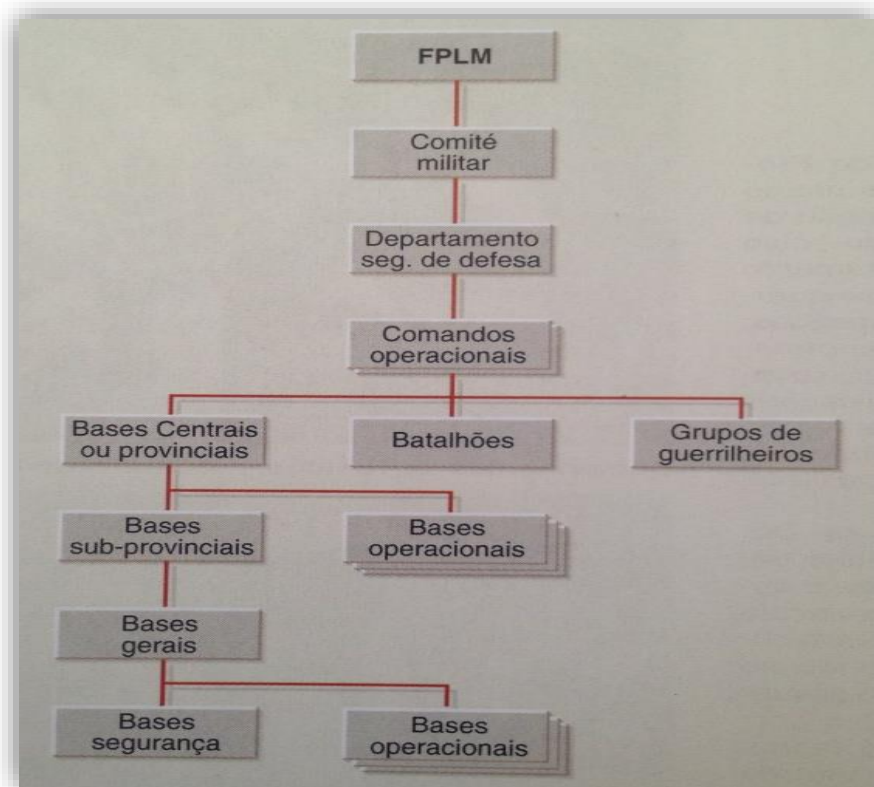 FPLM
Comité
militar
Departamento
seg. de defesa
Comandos
operacionais
Bases Centrais
ou provinciais
Batalhões
Grupos de
guerrilheiros
Bases
sub-provinciais
Bases
operacionais
Bases
gerais
Bases
segurança
Bases
operacionais